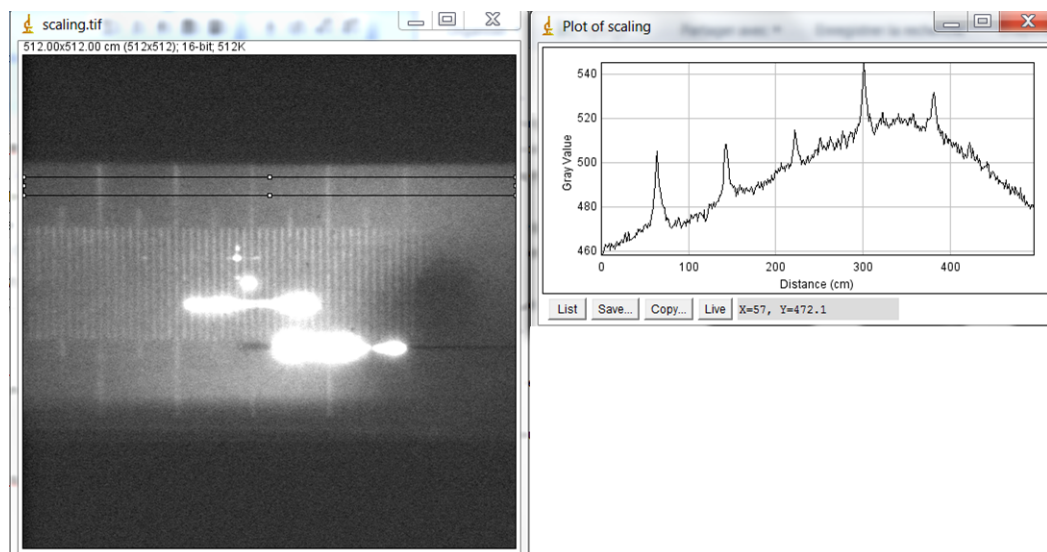 scaling.tif
512.00x512.00 cm (512x512); 16-bit; 512K
Plot of scaling
Partager avec
Enregistrer la recherche
540
520
500
480
460
Gray Value
0
100
200
300
400
Distance (cm)
List
Save...
Copy...
Live
X=57, Y=472.1